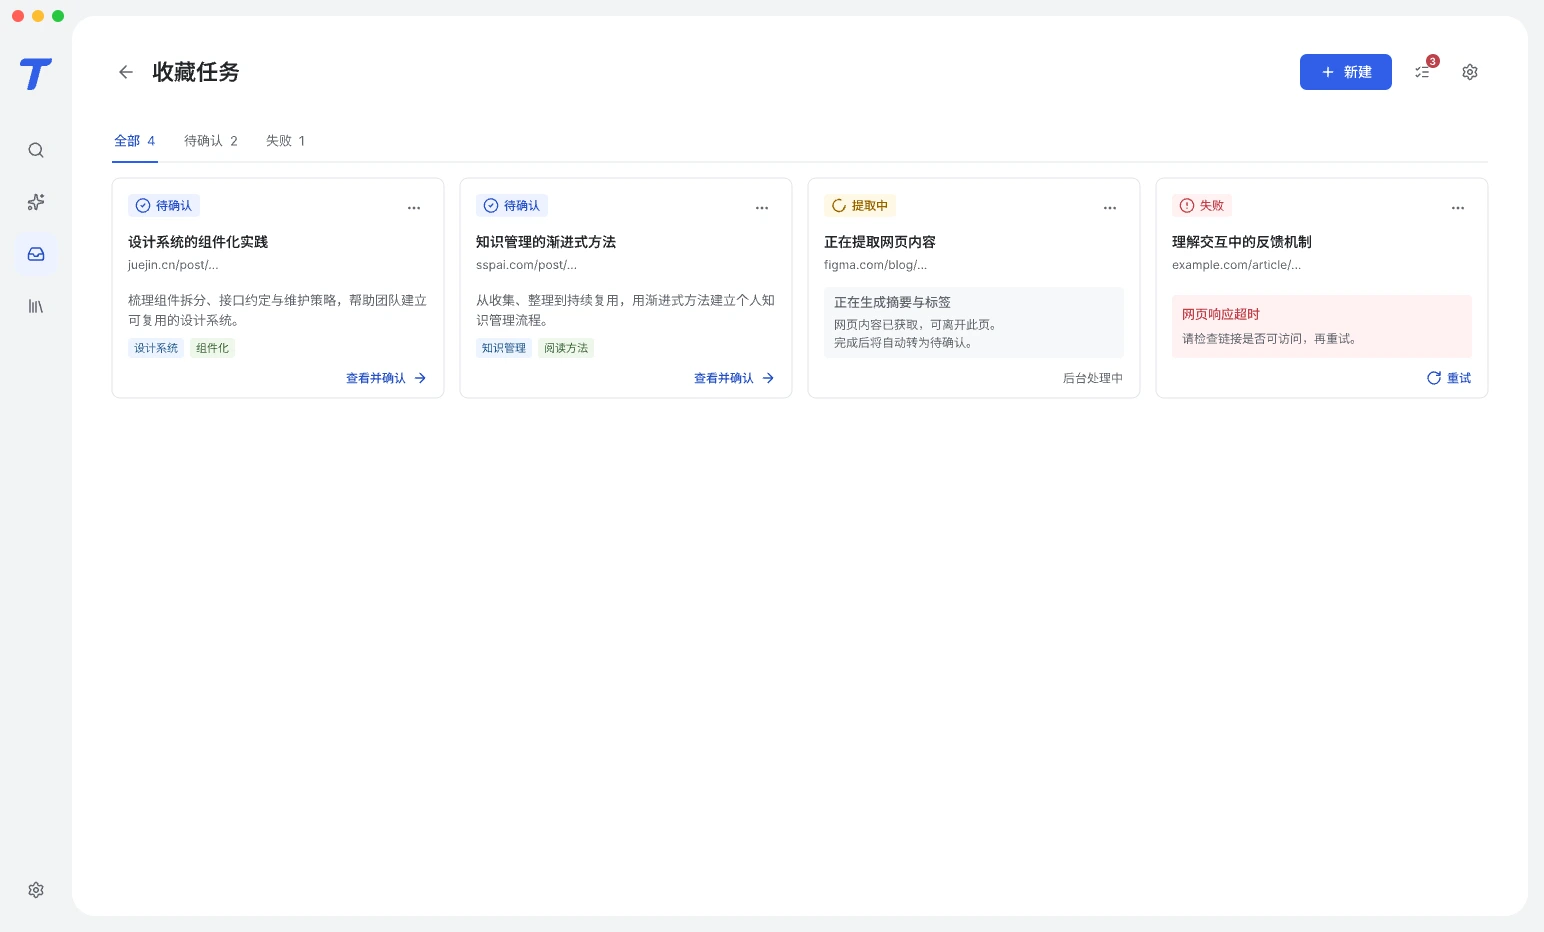 T
收藏任务
新建
3
全部 4 待确认 2 失败 1
待确认
设计系统的组件化实践
juejin.cn/post/...
梳理组件拆分、接口约定与维护策略，帮助团队建立
可复用的设计系统。
设计系统 组件化
查看并确认
待确认
知识管理的渐进式方法
sspai.com/post/...
从收集、整理到持续复用，用渐进式方法建立个人知
识管理流程。
知识管理 阅读方法
查看并确认
提取中
正在提取网页内容
figma.com/blog/...
正在生成摘要与标签
网页内容已获取，可离开此页。
完成后将自动转为待确认。
后台处理中
失败
理解交互中的反馈机制
example.com/article/...
网页响应超时
请检查链接是否可访问，再重试。
重试